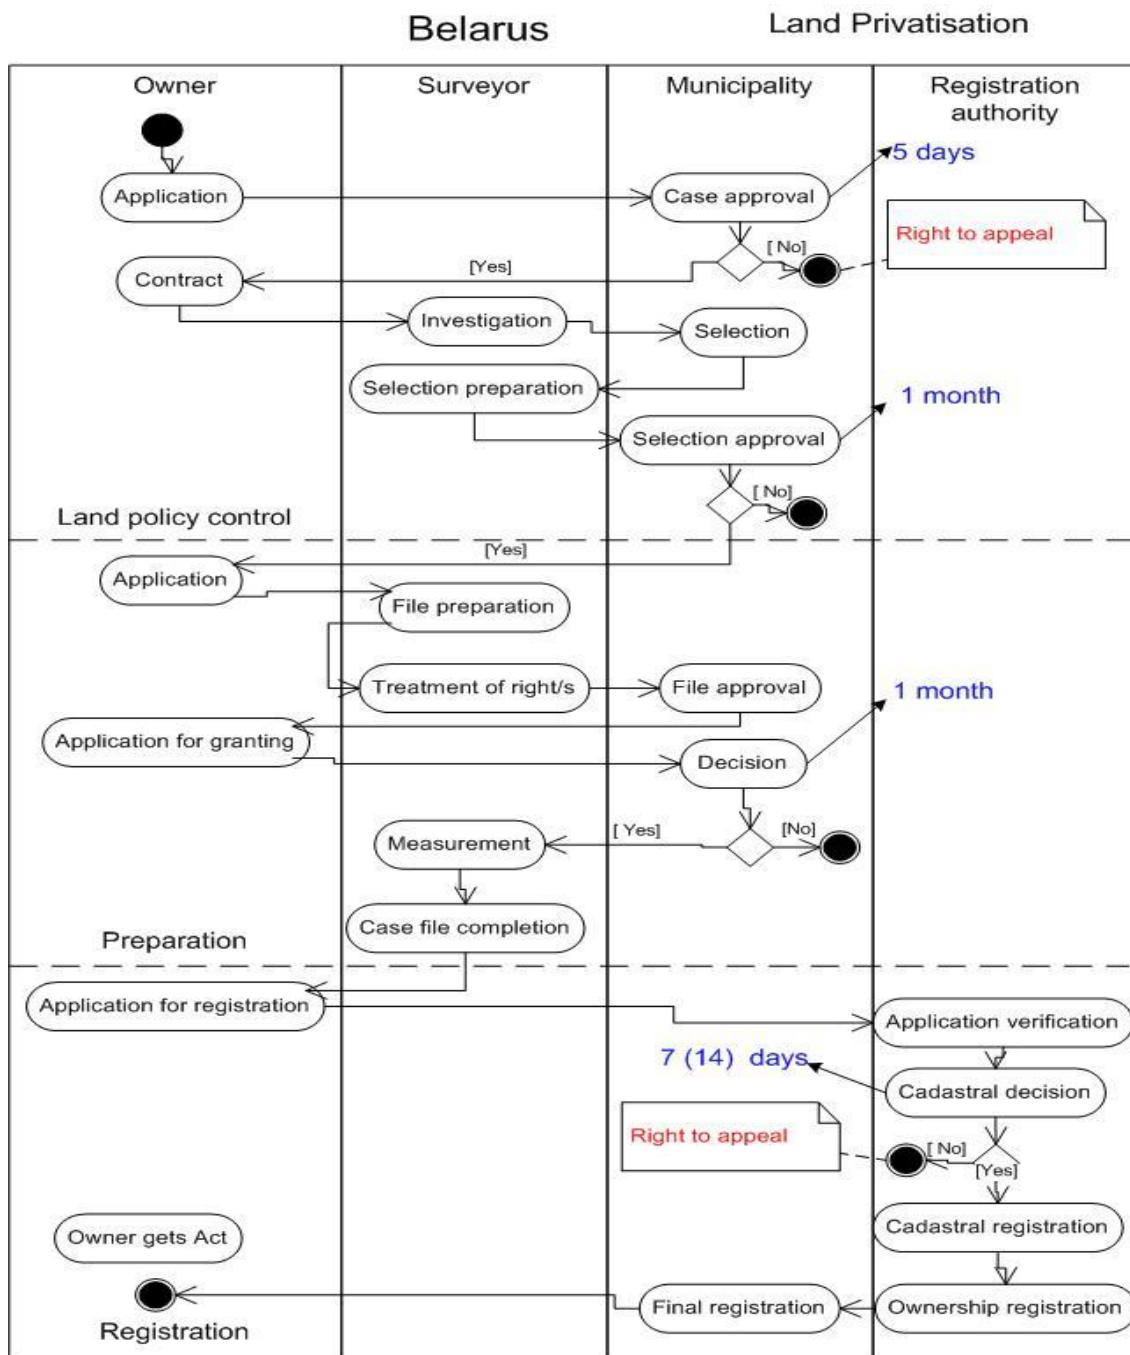 Belarus
Land Privatisation
Owner
Surveyor
Municipality
Registration
authority
5 days
Application
Case approval
Right to appeal
[ No]
[Yes]
Contract
Investigation
Selection
Selection preparation
1 month
Selection approval
[ No]
Land policy control
[Yes]
Application
File preparation
Treatment of right/s
File approval
1 month
Application for granting
Decision
[ Yes]
[No]
Measurement
Case file completion
Preparation
Application for registration
Application verification
7 (14) days
Cadastral decision
Right to appeal
[ No]
[Yes]
Cadastral registration
Owner gets Act
Final registration
Ownership registration
Registration